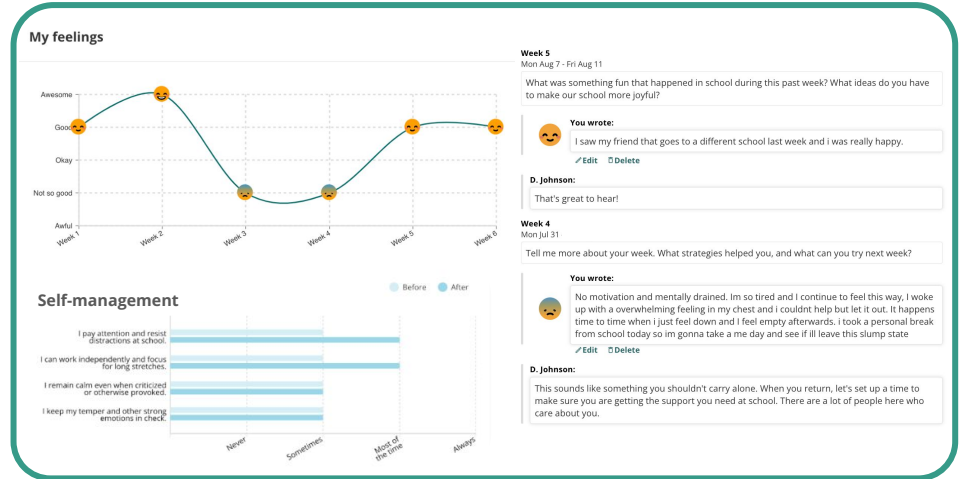 My feelings
Awesome
Good
Okay
Not so good
Awful
Week 1
Week 2
Week 3
Week 4
Week 5
Week 6
Before
After
Self-management
I pay attention and resist
distractions at school.
I can work independently and focus
for long stretches.
I remain calm even when criticized
or otherwise provoked.
I keep my temper and other strong
emotions in check.
Never
Sometimes
Most of
the time
Always
Week 5
Mon Aug 7 - Fri Aug 11
What was something fun that happened in school during this past week? What ideas do you have
to make our school more joyful?
You wrote:
I saw my friend that goes to a different school last week and i was really happy.
Edit Delete
D. Johnson:
That's great to hear!
Week 4
Mon Jul 31
Tell me more about your week. What strategies helped you, and what can you try next week?
You wrote:
No motivation and mentally drained. Im so tired and I continue to feel this way, I woke
up with a overwhelming feeling in my chest and i couldnt help but let it out. It happens
time to time when i just feel down and I feel empty afterwards. i took a personal break
from school today so im gonna take a me day and see if ill leave this slump state
Edit Delete
D. Johnson:
This sounds like something you shouldn't carry alone. When you return, let's set up a time to
make sure you are getting the support you need at school. There are a lot of people here who
care about you.